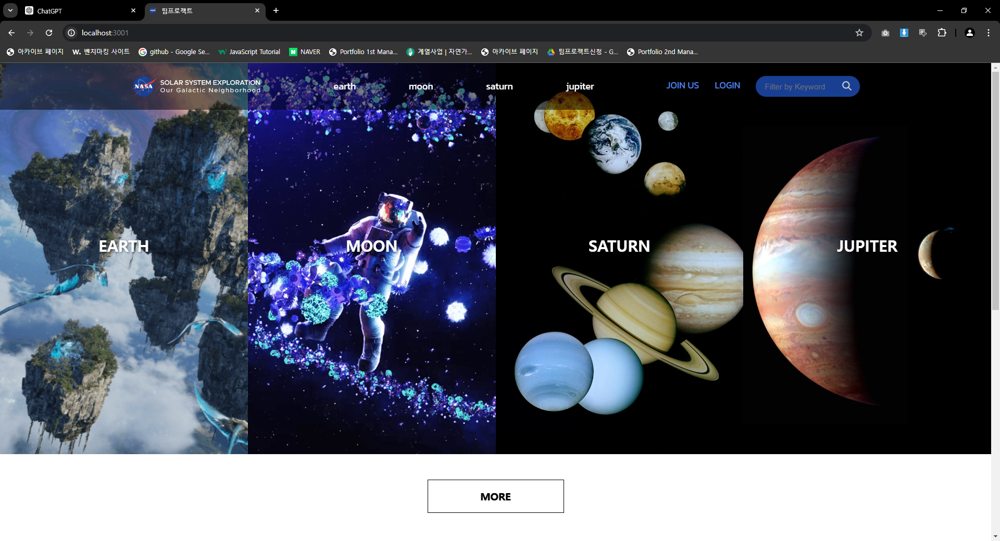 ChatGPT
팀프로젝트
localhost:3001
아카이브 페이지
W. 벤치마킹 사이트
github - Google Se...
JavaScript Tutorial
N NAVER
Portfolio 1st Mana...
계열사업 | 자연가...
아카이브 페이지
팀프로젝트신청 - G...
Portfolio 2nd Mana...
NASA
SOLAR SYSTEM EXPLORATION
Our Galactic Neighborhood
earth
moon
saturn
jupiter
JOIN US
LOGIN
Filter by Keyword
EARTH
MOON
SATURN
JUPITER
MORE